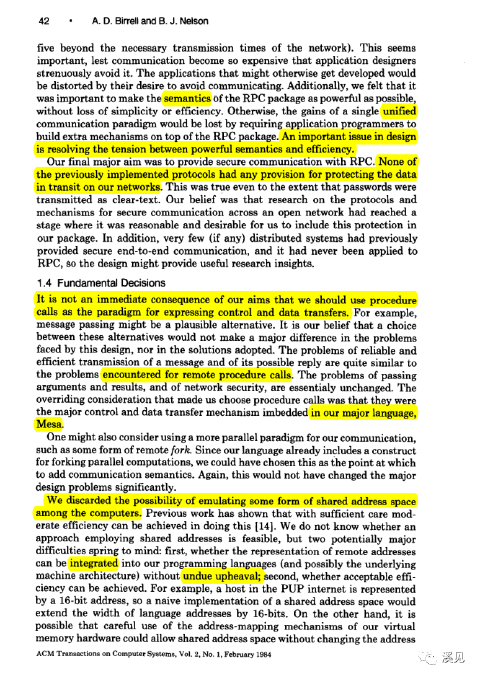 42 • A. D. Birrell and B. J. Nelson
five beyond the necessary transmission times of the network). This seems
important, lest communication become so expensive that application designers
strenuously avoid it. The applications that might otherwise get developed would
be distorted by their desire to avoid communicating. Additionally, we felt that it
was important to make the semantics of the RPC package as powerful as possible,
without loss of simplicity or efficiency. Otherwise, the gains of a single unified
communication paradigm would be lost by requiring application programmers to
build extra mechanisms on top of the RPC package. An important issue in design
is resolving the tension between powerful semantics and efficiency.
Our final major aim was to provide secure communication with RPC. None of
the previously implemented protocols had any provision for protecting the data
in transit on our networks. This was true even to the extent that passwords were
transmitted as clear-text. Our belief was that research on the protocols and
mechanisms for secure communication across an open network had reached a
stage where it was reasonable and desirable for us to include this protection in
our package. In addition, very few (if any) distributed systems had previously
provided secure end-to-end communication, and it had never been applied to
RPC, so the design might provide useful research insights.
1.4 Fundamental Decisions
It is not an immediate consequence of our aims that we should use procedure
calls as the paradigm for expressing control and data transfers. For example,
message passing might be a plausible alternative. It is our belief that a choice
between these alternatives would not make a major difference in the problems
faced by this design, nor in the solutions adopted. The problems of reliable and
efficient transmission of a message and of its possible reply are quite similar to
the problems encountered for remote procedure calls. The problems of passing
arguments and results, and of network security, are essentialy unchanged. The
overriding consideration that made us choose procedure calls was that they were
the major control and data transfer mechanism imbedded in our major language,
Mesa.
One might also consider using a more parallel paradigm for our communication,
such as some form of remote fork. Since our language already includes a construct
for forking parallel computations, we could have chosen this as the point at which
to add communication semantics. Again, this would not have changed the major
design problems significantly.
We discarded the possibility of emulating some form of shared address space
among the computers. Previous work has shown that with sufficient care mod-
erate efficiency can be achieved in doing this [14]. We do not know whether an
approach employing shared addresses is feasible, but two potentially major
difficulties spring to mind: first, whether the representation of remote addresses
can be integrated into our programming languages (and possibly the underlying
machine architecture) without undue upheaval; second, whether acceptable effi-
ciency can be achieved. For example, a host in the PUP internet is represented
by a 16-bit address, so a naive implementation of a shared address space would
extend the width of language addresses by 16-bits. On the other hand, it is
possible that careful use of the address-mapping mechanisms of our virtual
memory hardware could allow shared address space without changing the address
ACM Transactions on Computer Systems, Vol. 2, No. 1, February 1984
溪见